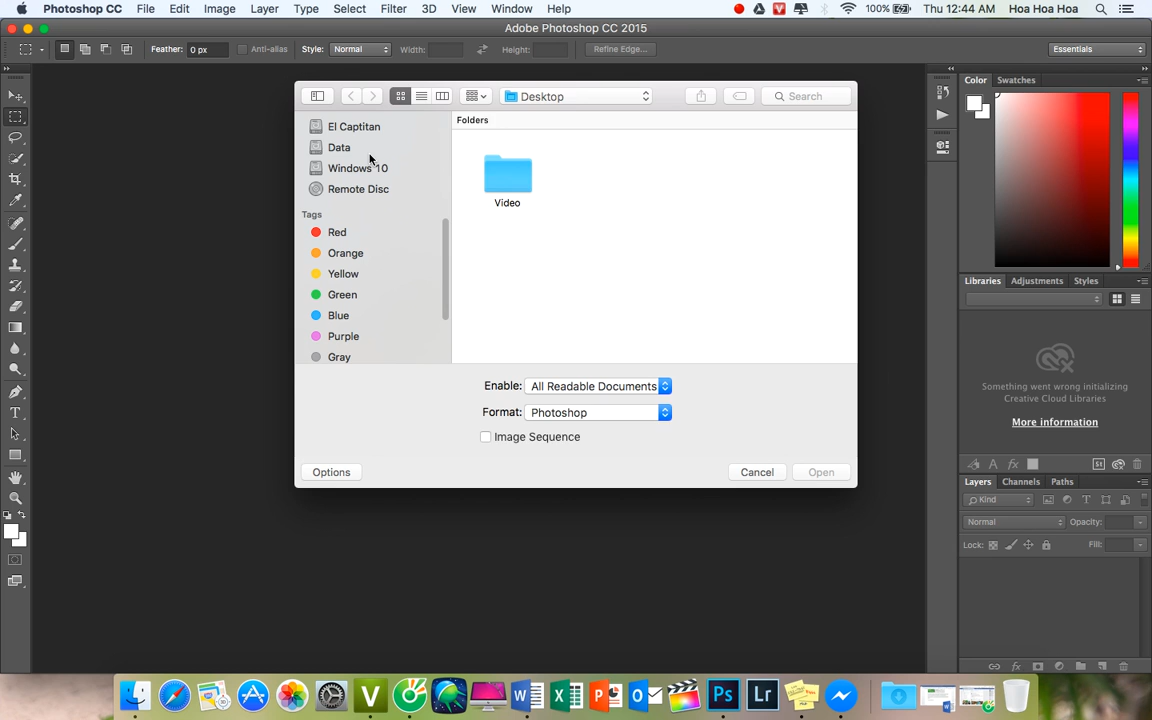 Photoshop CC File Edit Image Layer Type Select Filter 3D View Window Help 100% Thu 12:44 AM Hoa Hoa Hoa
Adobe Photoshop CC 2015
Feather: 0 px Anti-alias Style: Normal Width: Height: Refine Edge... Essentials
Desktop Search
El Captitan
Data
Windows 10
Remote Disc
Tags
Red
Orange
Yellow
Green
Blue
Purple
Gray
Folders
Video
Enable: All Readable Documents
Format: Photoshop
Image Sequence
Options Cancel Open
Color Swatches
Libraries Adjustments Styles
Something went wrong initializing
Creative Cloud Libraries
More information
Layers Channels Paths
Kind
Normal Opacity:
Lock: Fill: